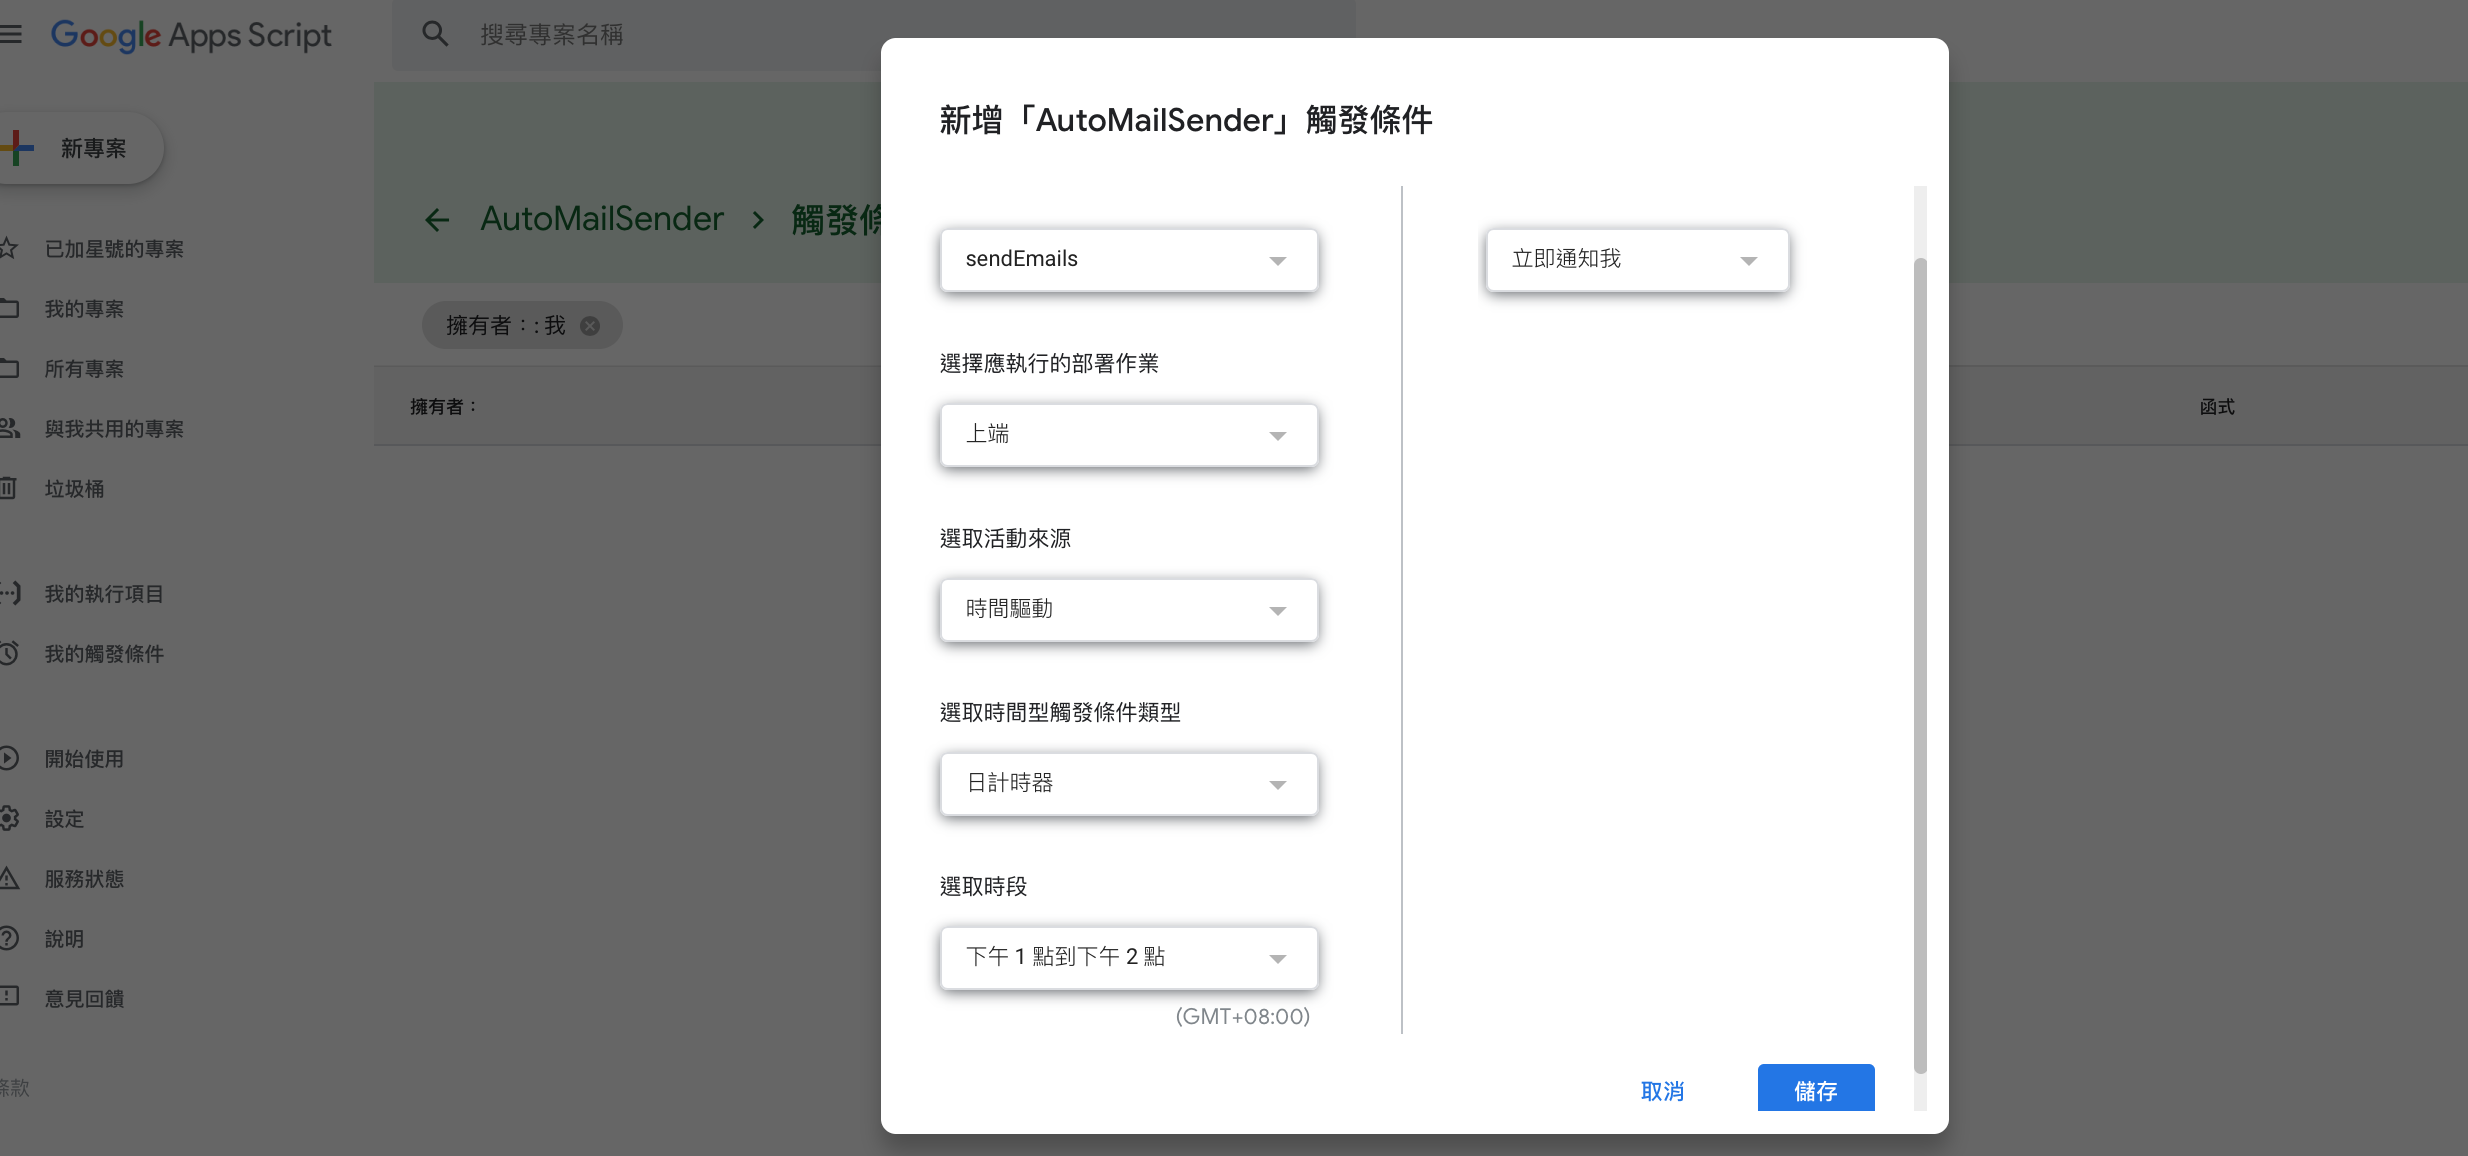 Google Apps Script
搜尋專案名稱
新專案
已加星號的專案
我的專案
所有專案
與我共用的專案
垃圾桶
我的執行項目
我的觸發條件
開始使用
設定
服務狀態
說明
意見回饋
條款
AutoMailSender > 觸發條
擁有者：: 我
擁有者：
函式
新增「AutoMailSender」觸發條件
sendEmails
選擇應執行的部署作業
上端
選取活動來源
時間驅動
選取時間型觸發條件類型
日計時器
選取時段
下午 1 點到下午 2 點
(GMT+08:00)
立即通知我
取消
儲存